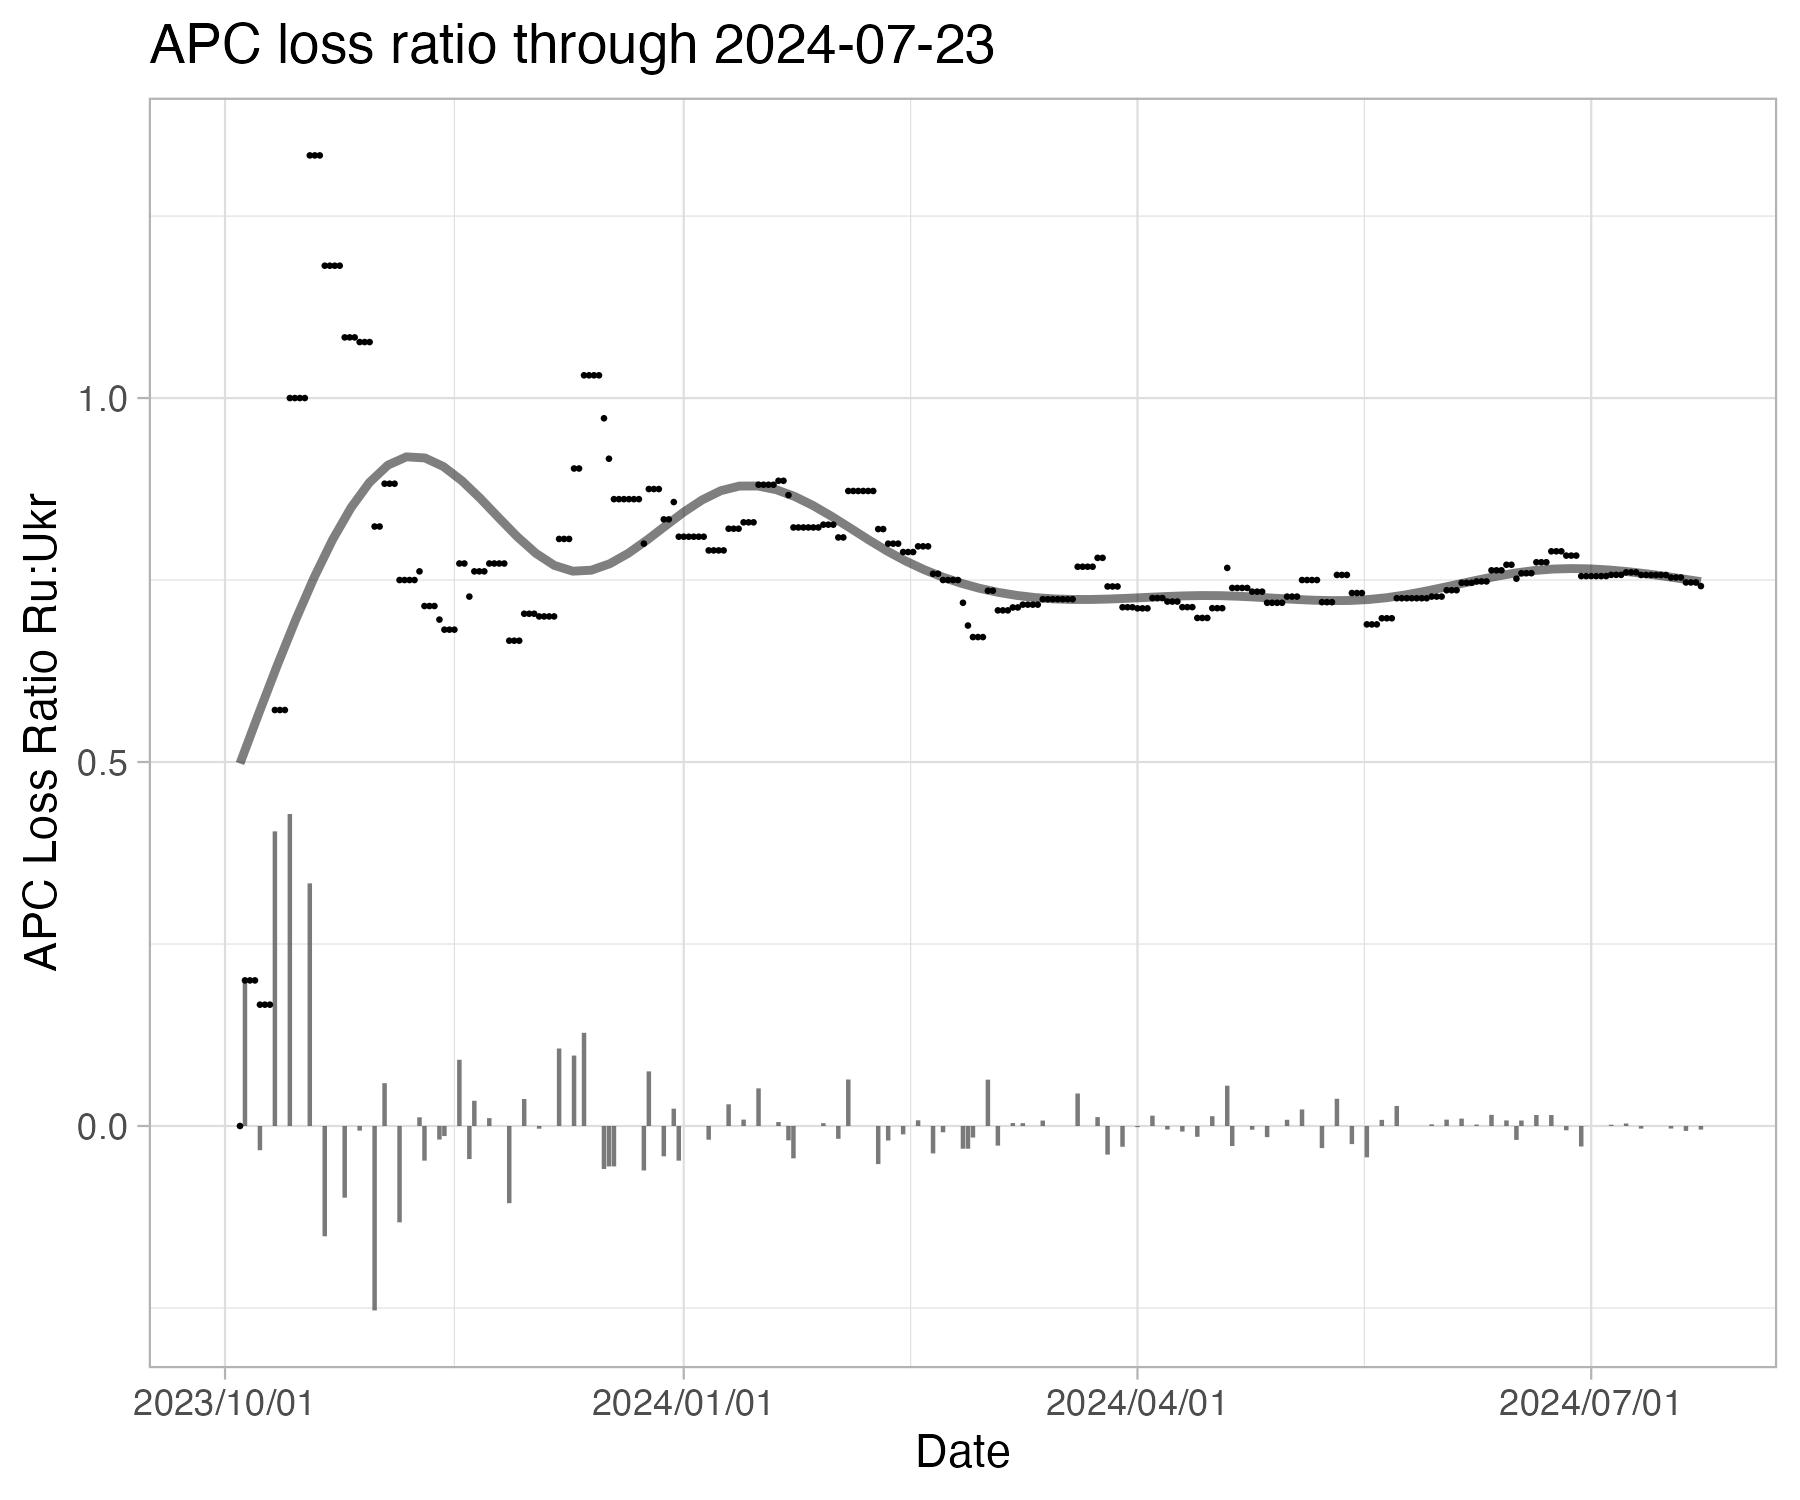 APC loss ratio through 2024-07-23
APC Loss Ratio Ru:Ukr
1.0
0.5
0.0
2023/10/01
2024/01/01
2024/04/01
2024/07/01
Date